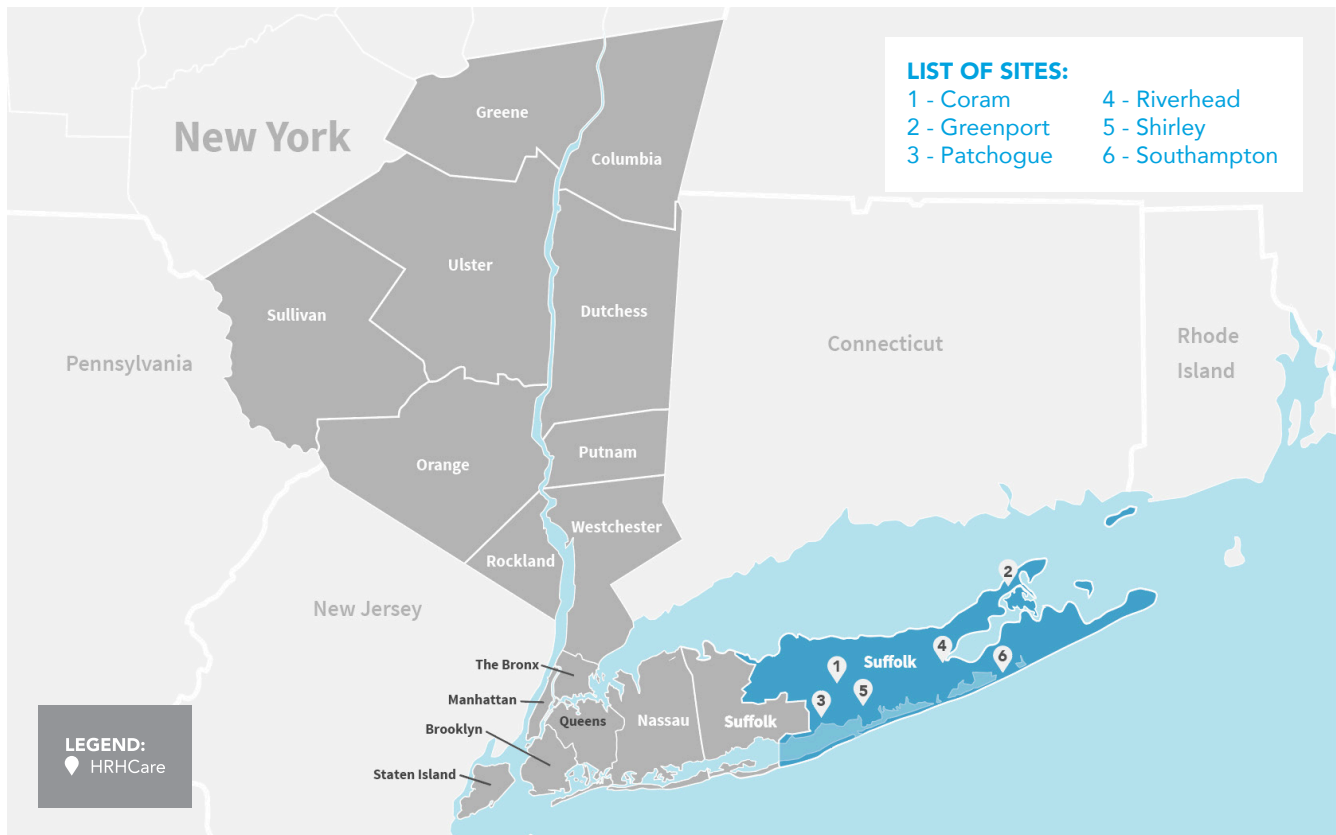 LIST OF SITES:
1 - Coram
2 - Greenport
3 - Patchogue
4 - Riverhead
5 - Shirley
6 - Southampton
New York
Greene
Columbia
Ulster
Sullivan
Dutchess
Pennsylvania
Connecticut
Rhode
Island
Orange
Putnam
Westchester
Rockland
New Jersey
2
4
6
1
Suffolk
5
3
The Bronx
Manhattan
Queens
Nassau
Suffolk
Brooklyn
Staten Island
LEGEND:
HRHCare